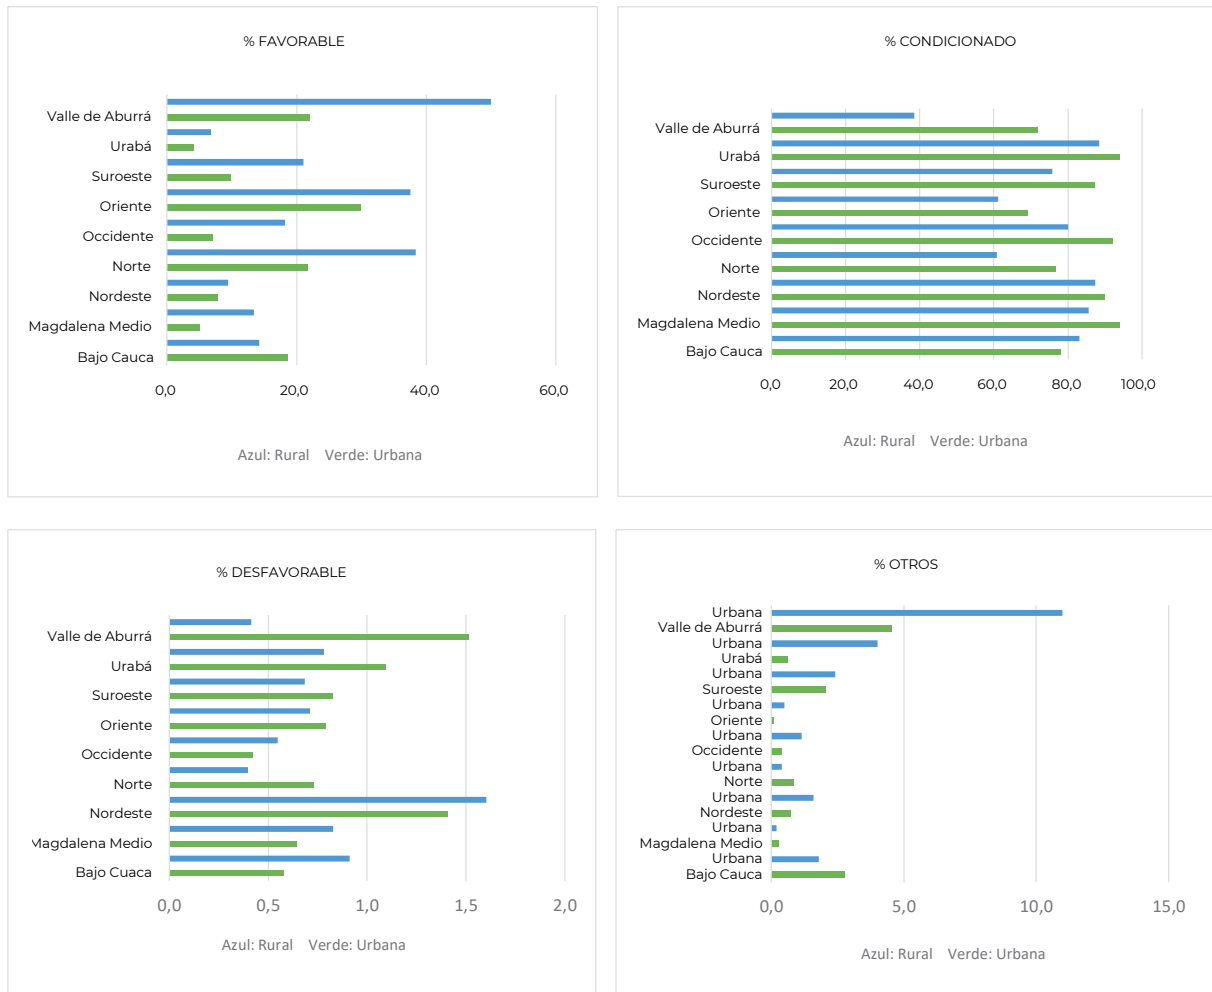 % FAVORABLE
Valle de Aburrá
Urabá
Suroeste
Oriente
Occidente
Norte
Nordeste
Magdalena Medio
Bajo Cauca
0,0 20,0 40,0 60,0
Azul: Rural Verde: Urbana
% CONDICIONADO
Valle de Aburrá
Urabá
Suroeste
Oriente
Occidente
Norte
Nordeste
Magdalena Medio
Bajo Cauca
0,0 20,0 40,0 60,0 80,0 100,0
Azul: Rural Verde: Urbana
% DESFAVORABLE
Valle de Aburrá
Urabá
Suroeste
Oriente
Occidente
Norte
Nordeste
Magdalena Medio
Bajo Cuaca
0,0 0,5 1,0 1,5 2,0
Azul: Rural Verde: Urbana
% OTROS
Urbana
Valle de Aburrá
Urbana
Urabá
Urbana
Suroeste
Urbana
Oriente
Urbana
Occidente
Urbana
Norte
Urbana
Nordeste
Urbana
Magdalena Medio
Urbana
Bajo Cauca
0,0 5,0 10,0 15,0
Azul: Rural Verde: Urbana